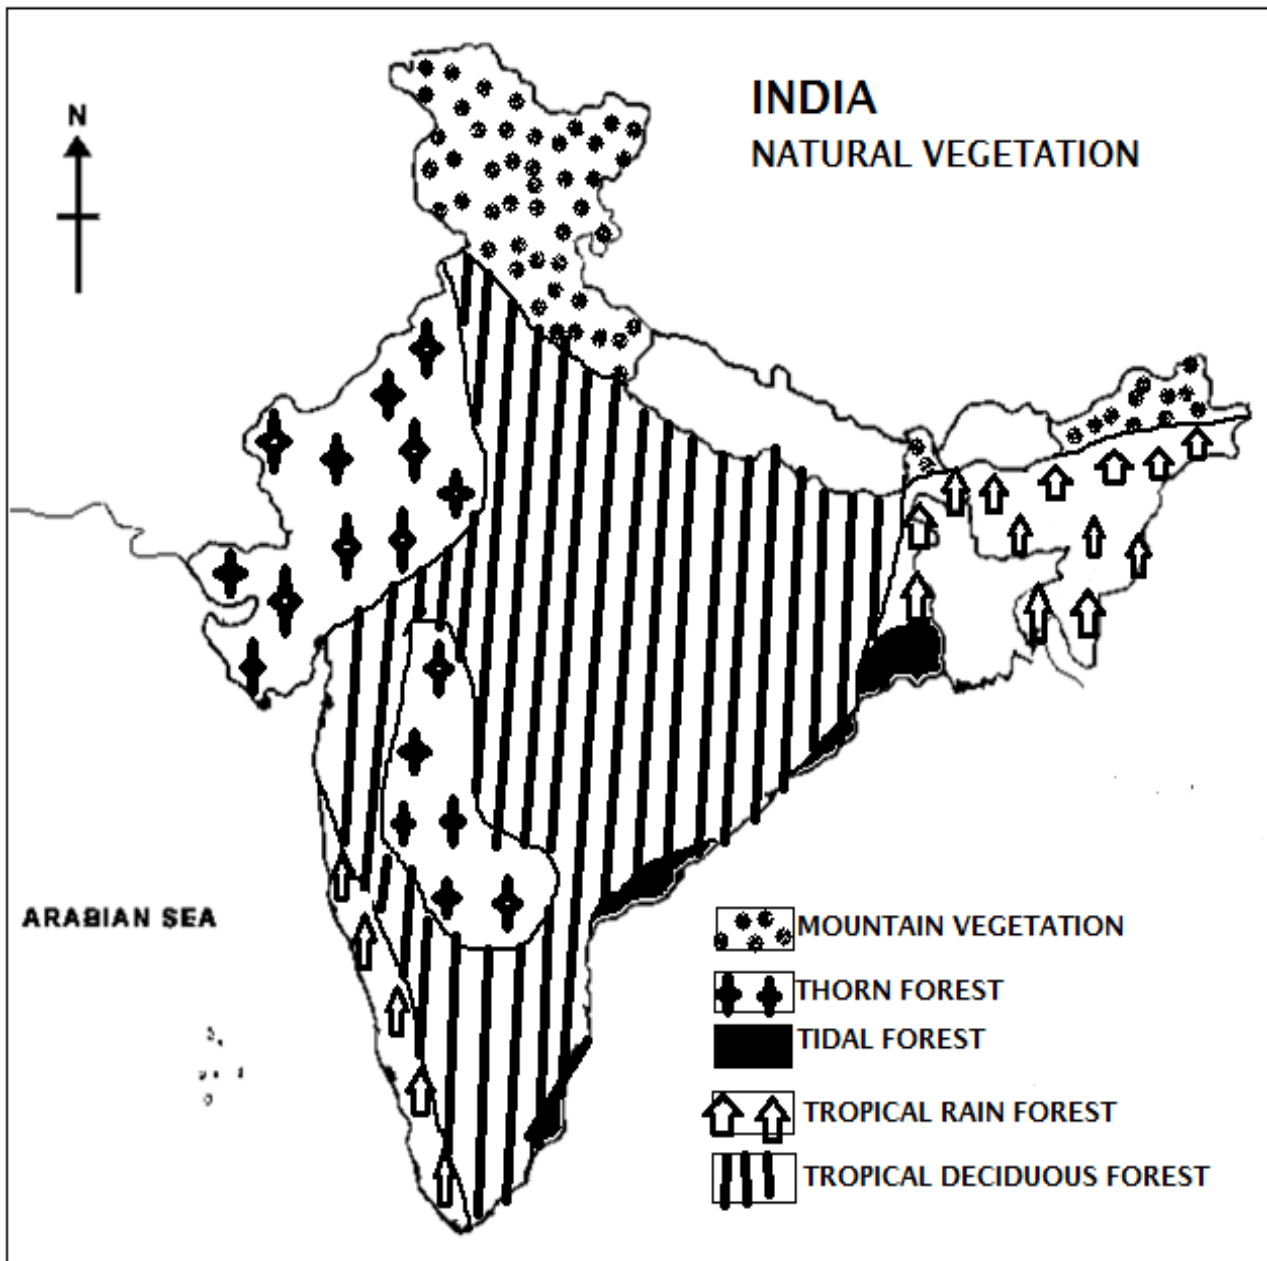 INDIA
NATURAL VEGETATION
N
ARABIAN SEA
MOUNTAIN VEGETATION
THORN FOREST
TIDAL FOREST
TROPICAL RAIN FOREST
TROPICAL DECIDUOUS FOREST